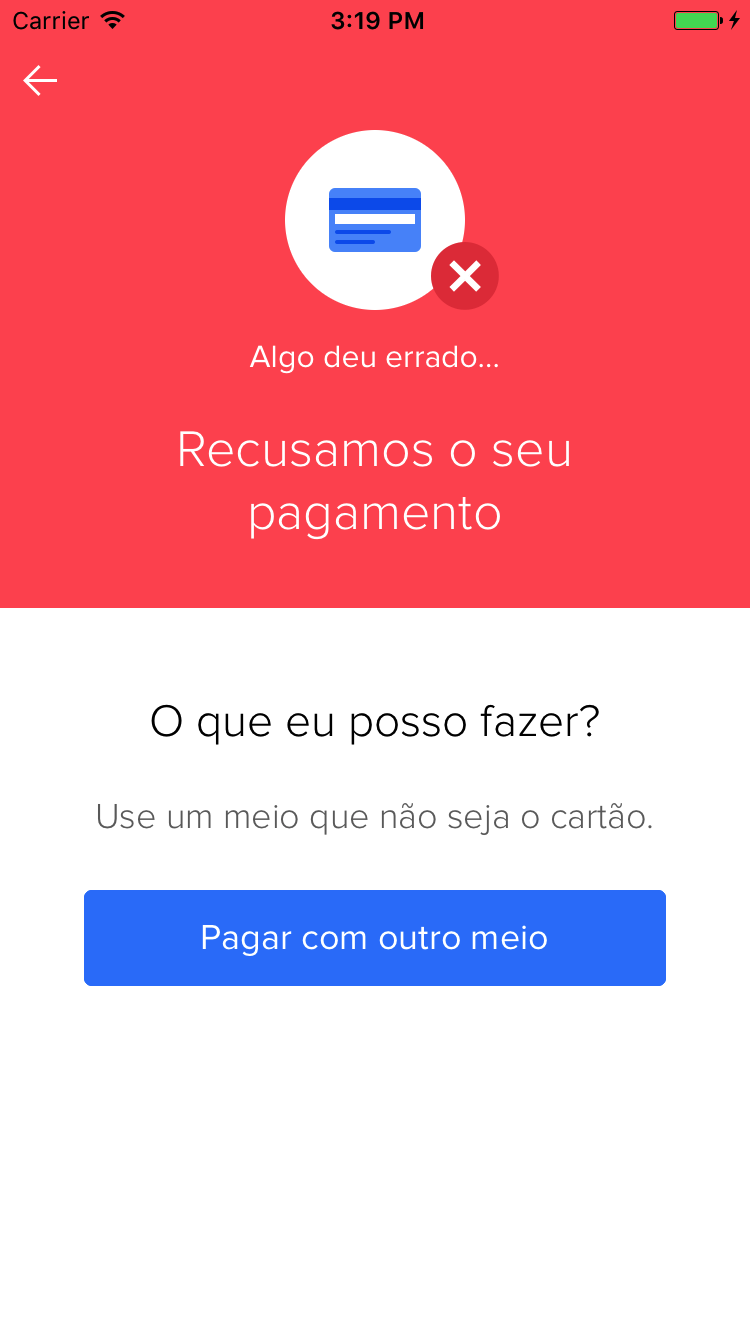 Carrier 3:19 PM
Algo deu errado...
Recusamos o seu
pagamento
O que eu posso fazer?
Use um meio que não seja o cartão.
Pagar com outro meio